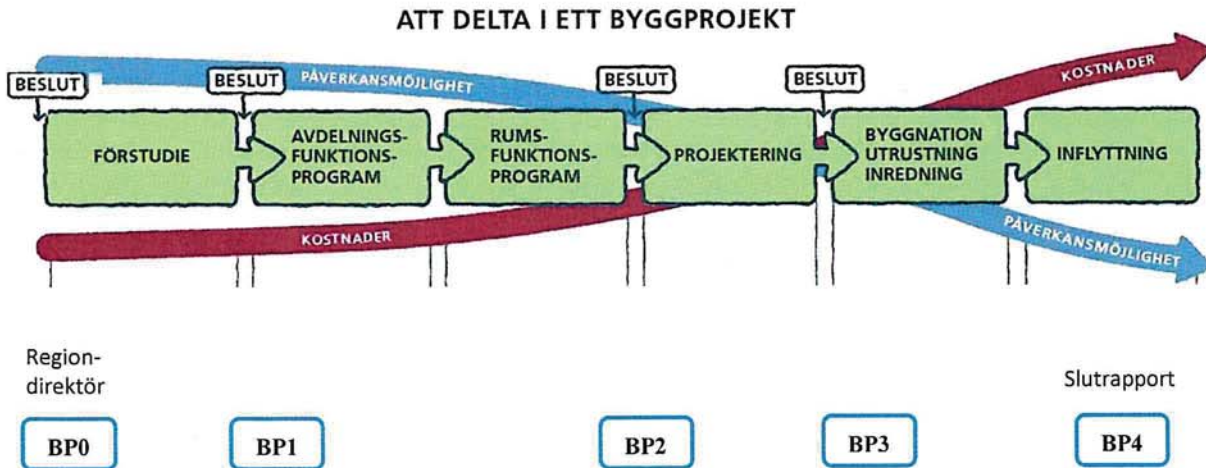 ATT DELTA I ETT BYGGPROJEKT
KOSTNADER
PÅVERKANSMÖJLIGHET
BESLUT
BESLUT
BESLUT
BESLUT
FÖRSTUDIE
AVDELNINGS-
FUNKTIONS-
PROGRAM
RUMS-
FUNKTIONS-
PROGRAM
PROJEKTERING
BYGGNATION
UTRUSTNING
INREDNING
INFLYTTNING
KOSTNADER
PÅVERKANSMÖJLIGHET
Region-
direktör
Slutrapport
BP0
BP1
BP2
BP3
BP4